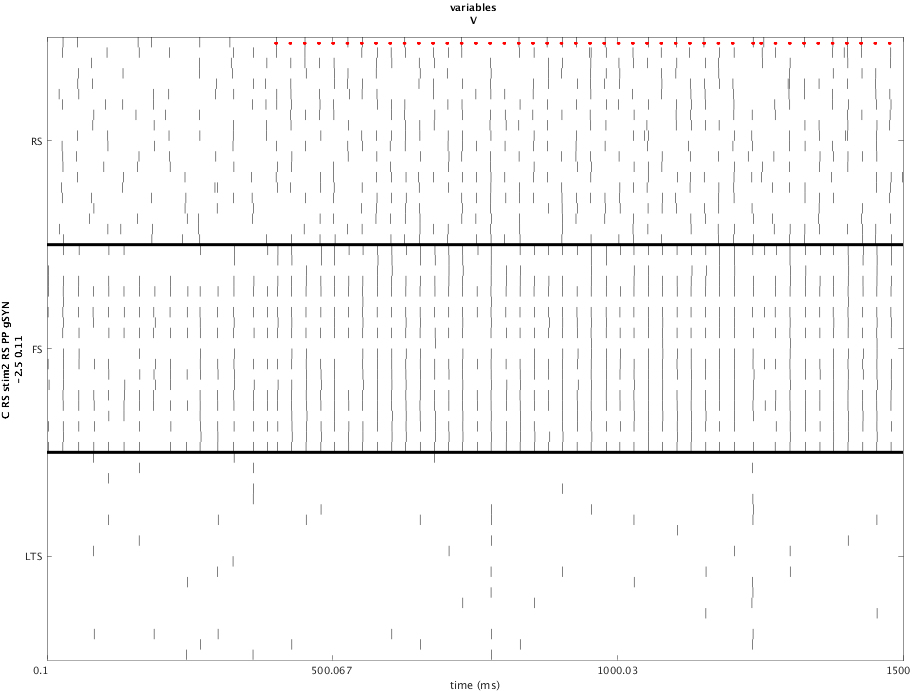 variables
V
RS
FS
LTS
C RS stim2 RS PP gSYN
-2.5 0.11
0.1
500.067
1000.03
1500
time (ms)